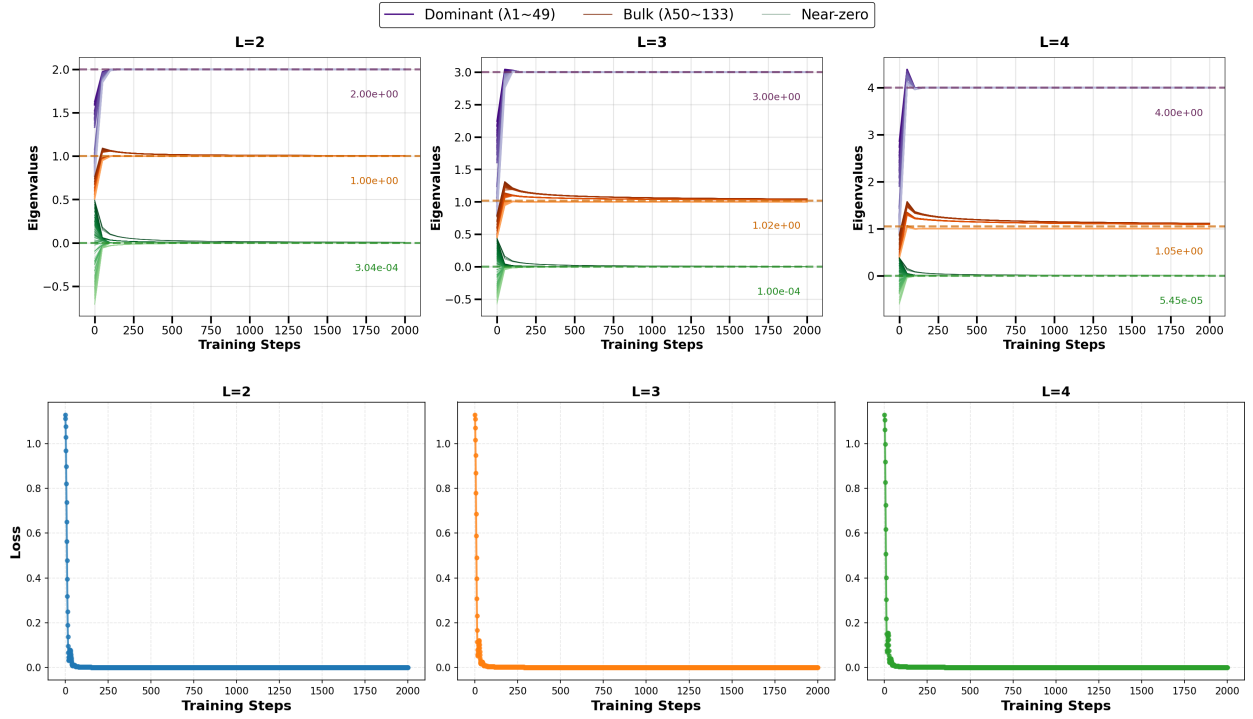 Dominant (λ1~49) Bulk (λ50~133) Near-zero
L=2 L=3 L=4
Eigenvalues
2.0
1.5
1.0
0.5
0.0
−0.5
2.00e+00
1.00e+00
3.04e-04
0 250 500 750 1000 1250 1500 1750 2000
Training Steps
Eigenvalues
3.0
2.5
2.0
1.5
1.0
0.5
0.0
−0.5
3.00e+00
1.02e+00
1.00e-04
0 250 500 750 1000 1250 1500 1750 2000
Training Steps
Eigenvalues
4
3
2
1
0
4.00e+00
1.05e+00
5.45e-05
0 250 500 750 1000 1250 1500 1750 2000
Training Steps
L=2 L=3 L=4
Loss
1.0
0.8
0.6
0.4
0.2
0.0
0 250 500 750 1000 1250 1500 1750 2000
Training Steps
1.0
0.8
0.6
0.4
0.2
0.0
0 250 500 750 1000 1250 1500 1750 2000
Training Steps
1.0
0.8
0.6
0.4
0.2
0.0
0 250 500 750 1000 1250 1500 1750 2000
Training Steps